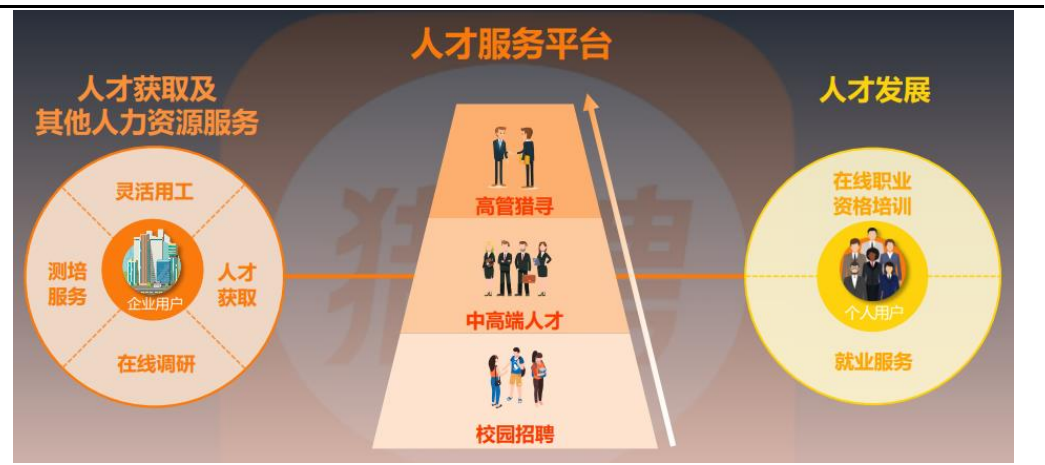 人才服务平台
人才获取及
其他人力资源服务
灵活用工
测培
服务
企业用户
人才
获取
在线调研
高管猎寻
中高端人才
校园招聘
人才发展
在线职业
资格培训
个人用户
就业服务
猎聘